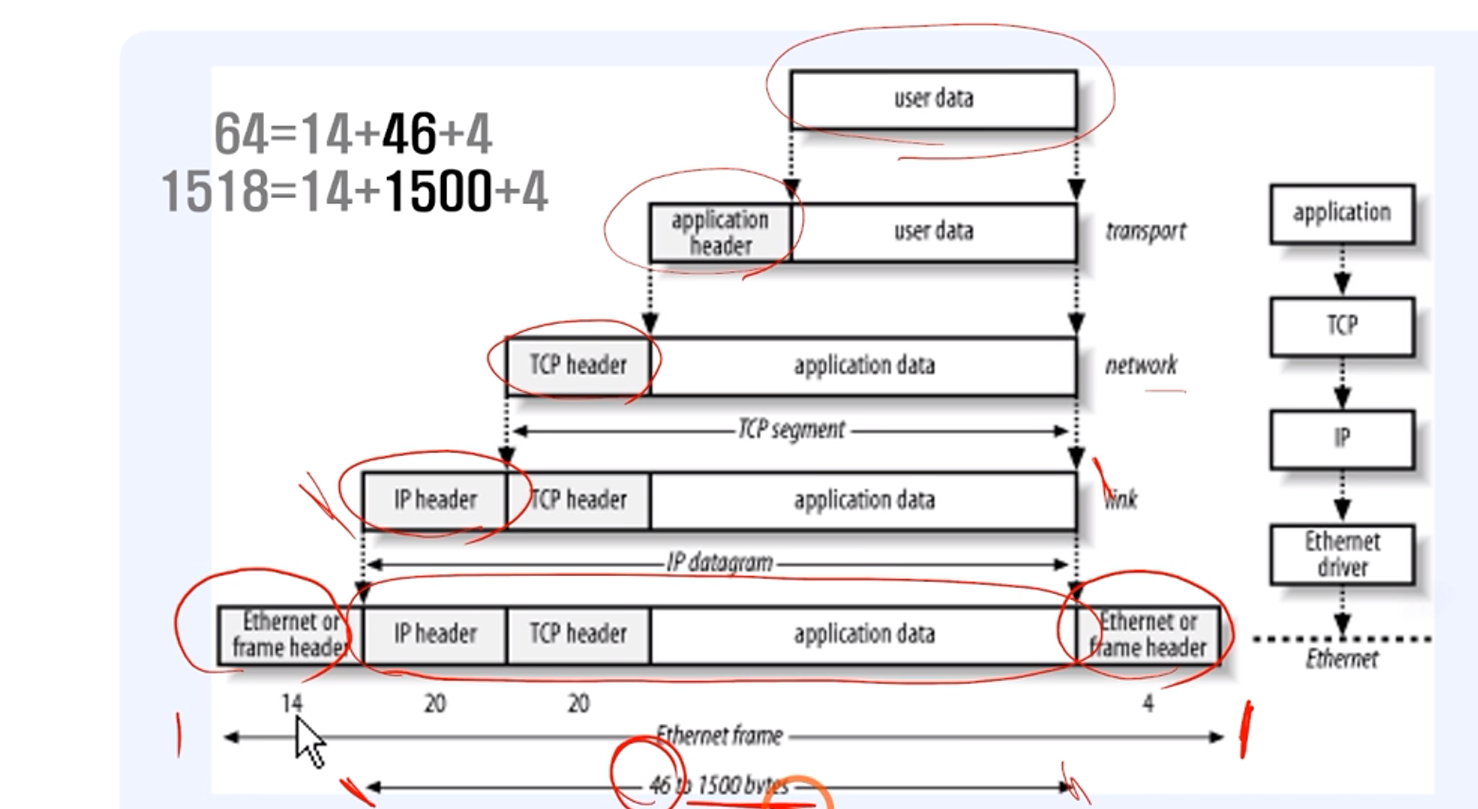 64=14+46+4
1518=14+1500+4
user data
application header
user data
transport
application
TCP header
application data
network
TCP
TCP segment
IP header
TCP header
application data
link
IP
IP datagram
Ethernet driver
Ethernet or frame header
IP header
TCP header
application data
Ethernet or frame header
Ethernet
14
20
20
4
Ethernet frame
46 to 1500 bytes